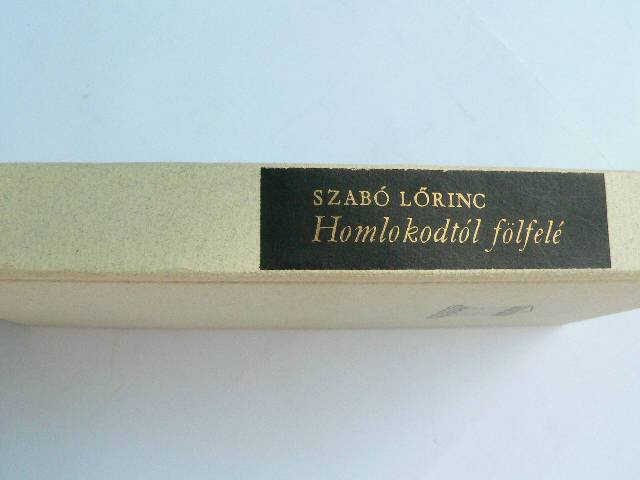 SZABÓ LŐRINC
Homlokodtól fölfelé